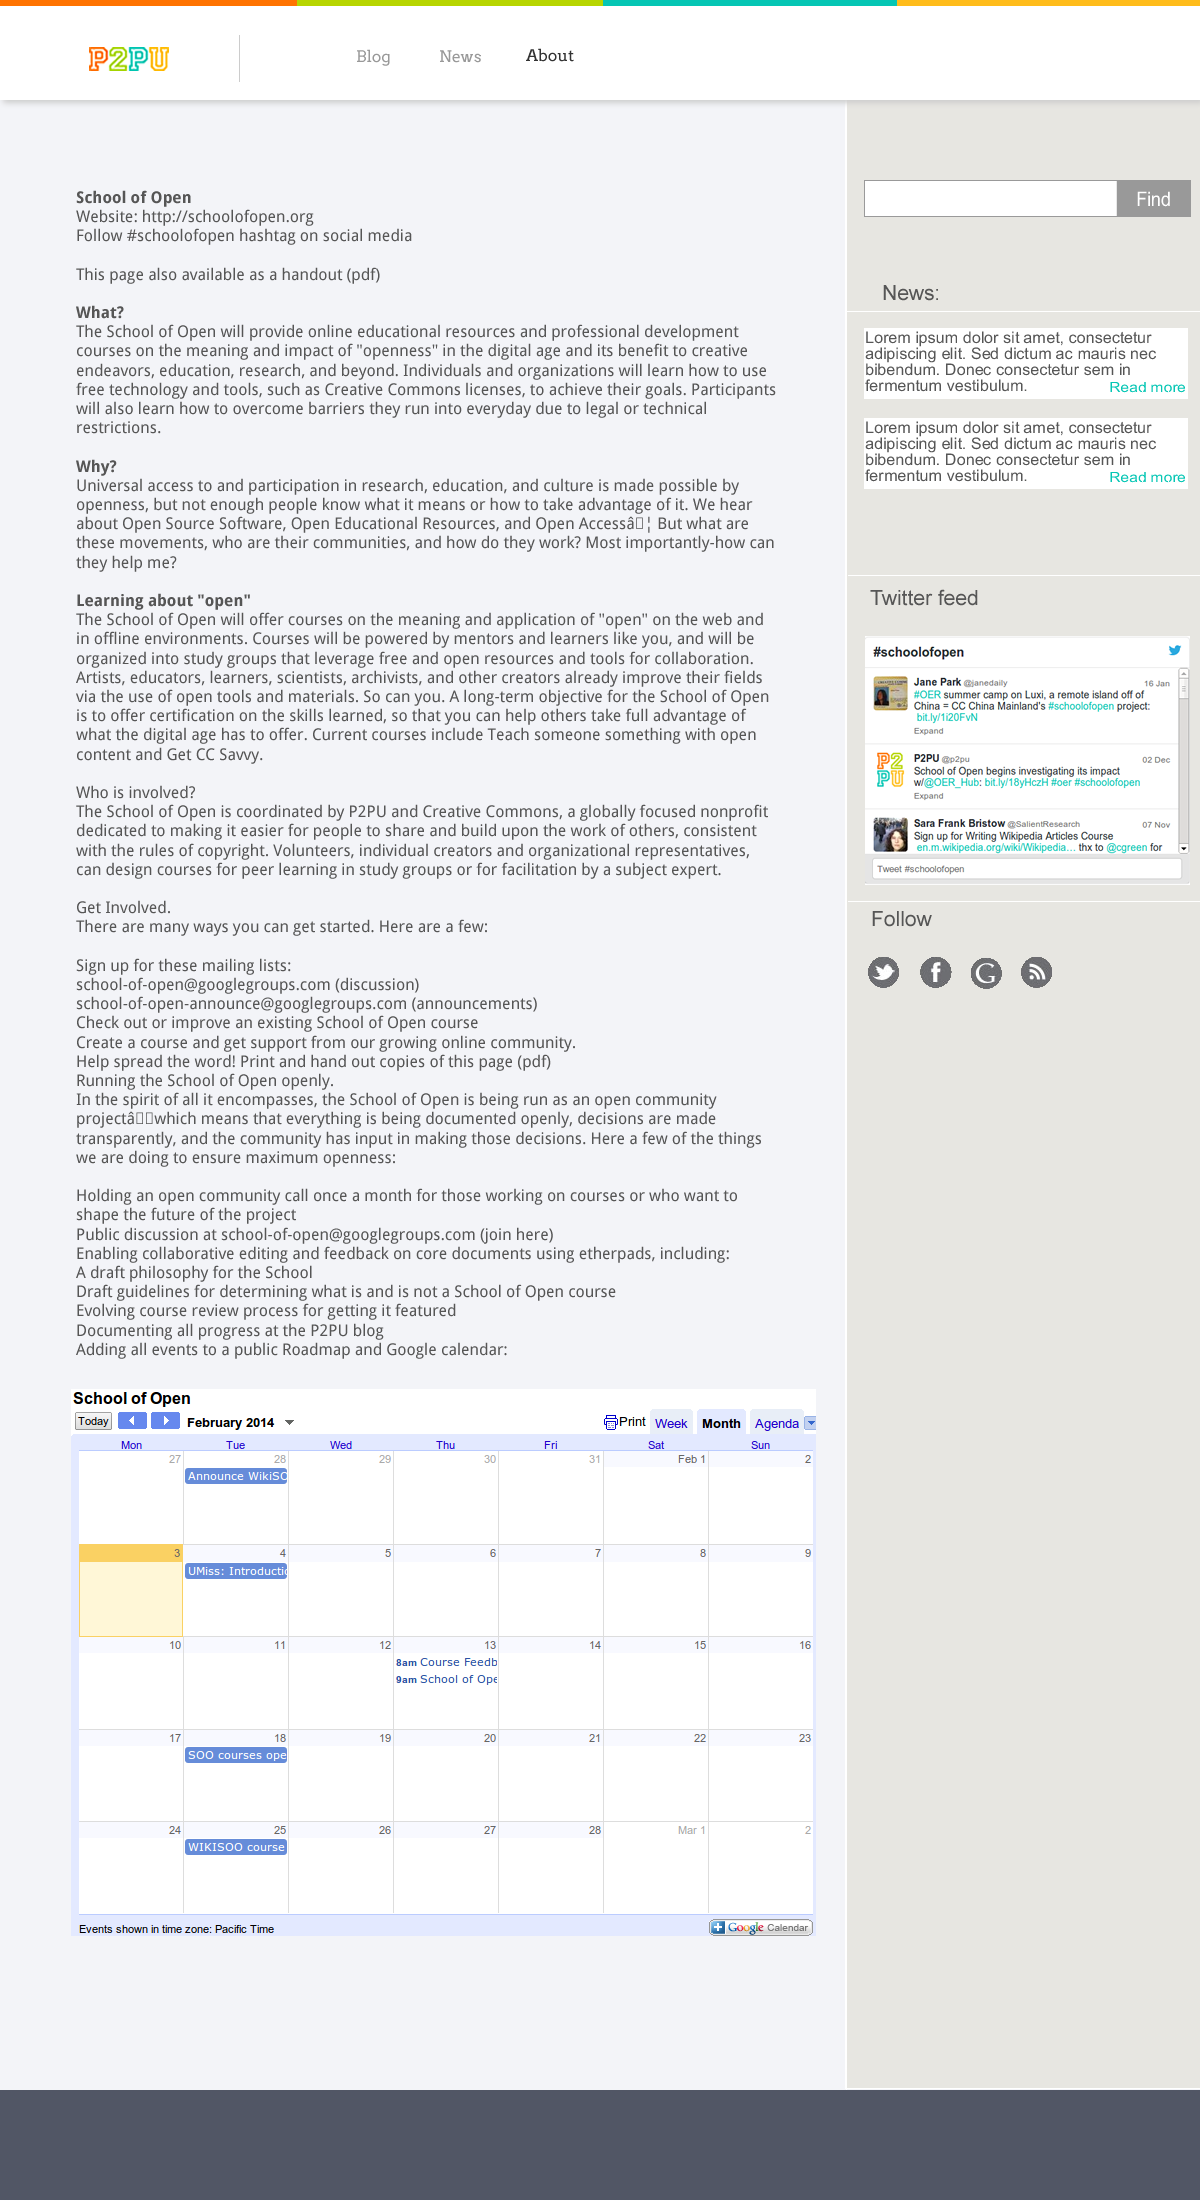 P2PU
Blog
News
About
School of Open
Website: http://schoolofopen.org
Follow #schoolofopen hashtag on social media
This page also available as a handout (pdf)
What?
The School of Open will provide online educational resources and professional development
courses on the meaning and impact of "openness" in the digital age and its benefit to creative
endeavors, education, research, and beyond. Individuals and organizations will learn how to use
free technology and tools, such as Creative Commons licenses, to achieve their goals. Participants
will also learn how to overcome barriers they run into everyday due to legal or technical
restrictions.
Why?
Universal access to and participation in research, education, and culture is made possible by
openness, but not enough people know what it means or how to take advantage of it. We hear
about Open Source Software, Open Educational Resources, and Open Accessâ▯¦ But what are
these movements, who are their communities, and how do they work? Most importantly-how can
they help me?
Learning about "open"
The School of Open will offer courses on the meaning and application of "open" on the web and
in offline environments. Courses will be powered by mentors and learners like you, and will be
organized into study groups that leverage free and open resources and tools for collaboration.
Artists, educators, learners, scientists, archivists, and other creators already improve their fields
via the use of open tools and materials. So can you. A long-term objective for the School of Open
is to offer certification on the skills learned, so that you can help others take full advantage of
what the digital age has to offer. Current courses include Teach someone something with open
content and Get CC Savvy.
Who is involved?
The School of Open is coordinated by P2PU and Creative Commons, a globally focused nonprofit
dedicated to making it easier for people to share and build upon the work of others, consistent
with the rules of copyright. Volunteers, individual creators and organizational representatives,
can design courses for peer learning in study groups or for facilitation by a subject expert.
Get Involved.
There are many ways you can get started. Here are a few:
Sign up for these mailing lists:
school-of-open@googlegroups.com (discussion)
school-of-open-announce@googlegroups.com (announcements)
Check out or improve an existing School of Open course
Create a course and get support from our growing online community.
Help spread the word! Print and hand out copies of this page (pdf)
Running the School of Open openly.
In the spirit of all it encompasses, the School of Open is being run as an open community
projectâ▯▯which means that everything is being documented openly, decisions are made
transparently, and the community has input in making those decisions. Here a few of the things
we are doing to ensure maximum openness:
Holding an open community call once a month for those working on courses or who want to
shape the future of the project
Public discussion at school-of-open@googlegroups.com (join here)
Enabling collaborative editing and feedback on core documents using etherpads, including:
A draft philosophy for the School
Draft guidelines for determining what is and is not a School of Open course
Evolving course review process for getting it featured
Documenting all progress at the P2PU blog
Adding all events to a public Roadmap and Google calendar:
School of Open
Today February 2014 Print Week Month Agenda
Mon Tue Wed Thu Fri Sat Sun
27 28 29 30 31 Feb 1 2
Announce WikiSO
3 4 5 6 7 8 9
UMiss: Introductio
10 11 12 13 14 15 16
8am Course Feedb
9am School of Ope
17 18 19 20 21 22 23
SOO courses ope
24 25 26 27 28 Mar 1 2
WIKISOO course
Events shown in time zone: Pacific Time
Google Calendar
Find
News:
Lorem ipsum dolor sit amet, consectetur
adipiscing elit. Sed dictum ac mauris nec
bibendum. Donec consectetur sem in
fermentum vestibulum. Read more
Lorem ipsum dolor sit amet, consectetur
adipiscing elit. Sed dictum ac mauris nec
bibendum. Donec consectetur sem in
fermentum vestibulum. Read more
Twitter feed
#schoolofopen
Jane Park @janedaily 16 Jan
#OER summer camp on Luxi, a remote island off of
China = CC China Mainland's #schoolofopen project:
bit.ly/1i20FvN
Expand
P2PU
P2PU @p2pu 02 Dec
School of Open begins investigating its impact
w/@OER_Hub: bit.ly/18yHczH #oer #schoolofopen
Expand
Sara Frank Bristow @SalientResearch 07 Nov
Sign up for Writing Wikipedia Articles Course
en.m.wikipedia.org/wiki/Wikipedia... thx to @cgreen for
Tweet #schoolofopen
Follow
f
G